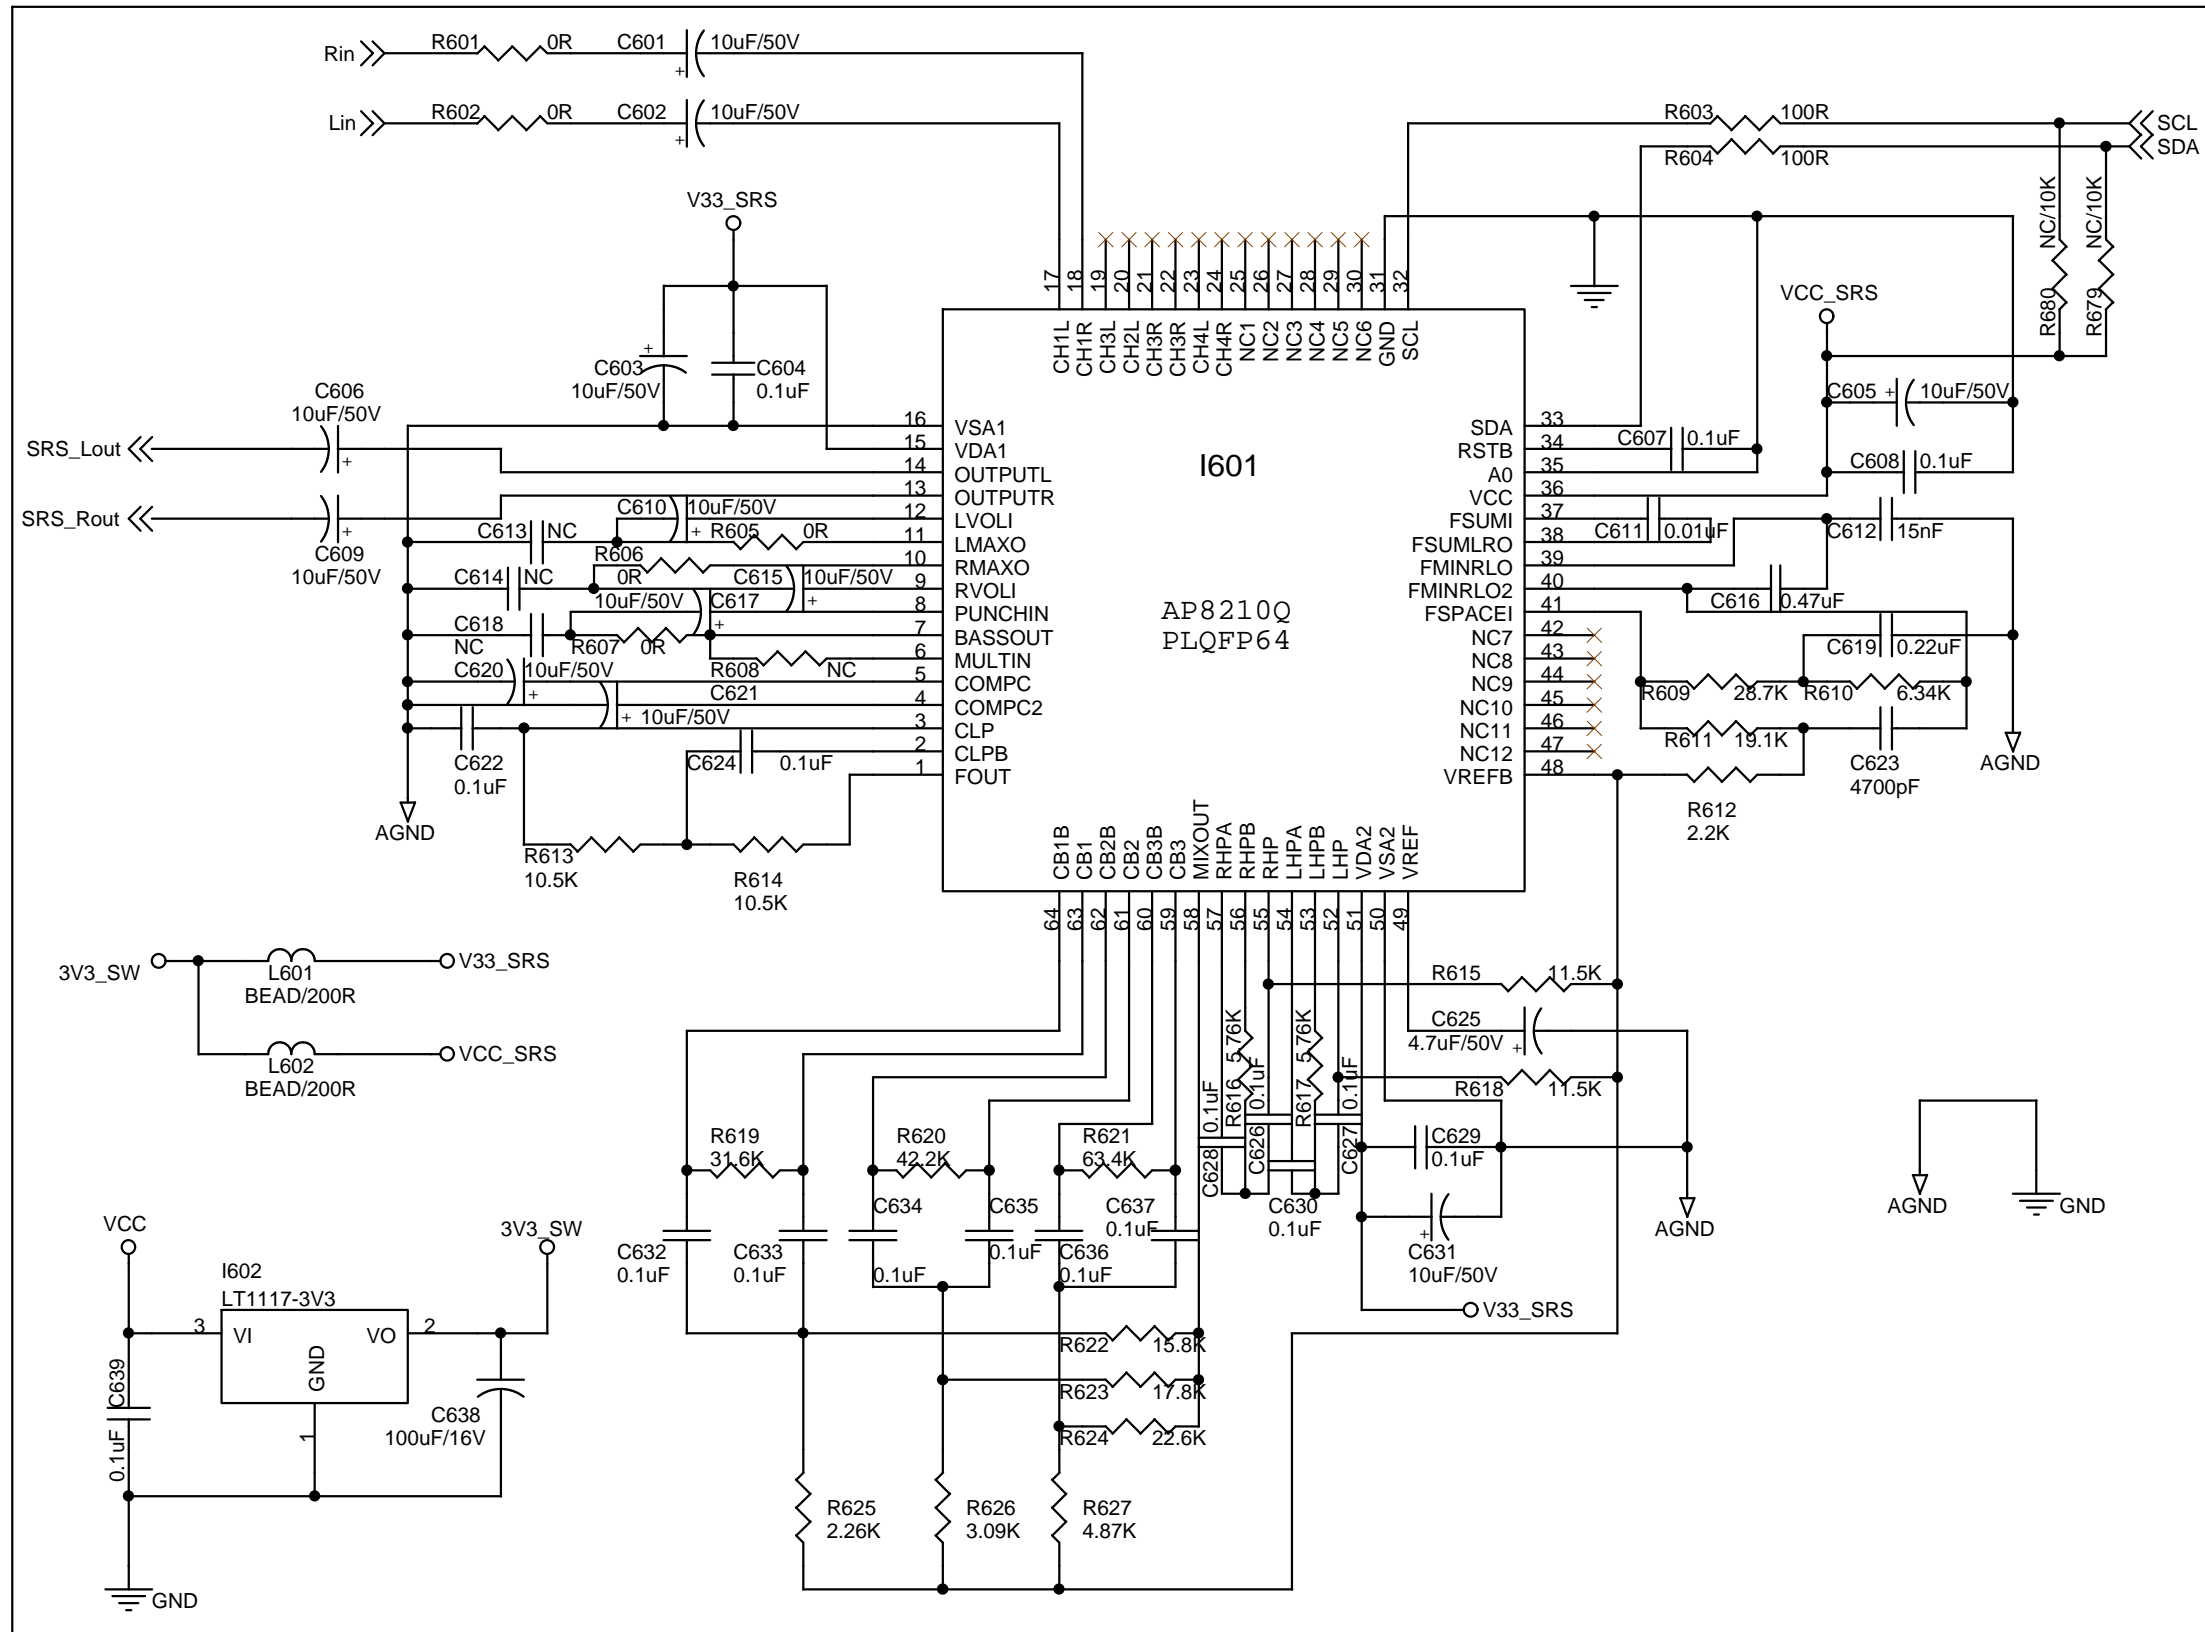 Rin
R601
0R
C601
10uF/50V
+
Lin
R602
0R
C602
10uF/50V
+
R603
100R
SCL
R604
100R
SDA
NC/10K
NC/10K
R680
R679
V33_SRS
VCC_SRS
C603
+
10uF/50V
C604
0.1uF
C605
+
10uF/50V
C606
10uF/50V
+
SRS_Lout
SRS_Rout
C609
10uF/50V
+
17
18
19
20
21
22
23
24
25
26
27
28
29
30
31
32
CH1L
CH1R
CH3L
CH2L
CH3R
CH3R
CH4L
CH4R
NC1
NC2
NC3
NC4
NC5
NC6
GND
SCL
I601
AP8210Q
PLQFP64
16 VSA1
15 VDA1
14 OUTPUTL
13 OUTPUTR
12 LVOLI
11 LMAXO
10 RMAXO
9 RVOLI
8 PUNCHIN
7 BASSOUT
6 MULTIN
5 COMPC
4 COMPC2
3 CLP
2 CLPB
1 FOUT
SDA 33
RSTB 34
A0 35
VCC 36
FSUMI 37
FSUMLRO 38
FMINRLO 39
FMINRLO2 40
FSPACEI 41
NC7 42
NC8 43
NC9 44
NC10 45
NC11 46
NC12 47
VREFB 48
C610
10uF/50V
+
C613
NC
R605
0R
R606
0R
C614
NC
C615
10uF/50V
+
10uF/50V
C617
+
C618
NC
R607
0R
R608
NC
C620
10uF/50V
+
C621
+ 10uF/50V
C622
0.1uF
C624
0.1uF
AGND
R613
10.5K
R614
10.5K
C607
0.1uF
C608
0.1uF
C611
0.01uF
C612
15nF
C616
0.47uF
C619
0.22uF
R609
28.7K
R610
6.34K
R611
19.1K
C623
4700pF
AGND
R612
2.2K
CB1B
CB1
CB2B
CB2
CB3B
CB3
MIXOUT
RHPA
RHPB
RHP
LHPA
LHPB
LHP
VDA2
VSA2
VREF
64
63
62
61
60
59
58
57
56
55
54
53
52
51
50
49
3V3_SW
L601
BEAD/200R
V33_SRS
L602
BEAD/200R
VCC_SRS
R615
11.5K
C625
4.7uF/50V
+
R618
11.5K
0.1uF
C628
R616
5.76K
0.1uF
C626
R617
5.76K
0.1uF
C627
C629
0.1uF
C630
0.1uF
C631
+
10uF/50V
V33_SRS
AGND
AGND
GND
R619
31.6K
R620
42.2K
R621
63.4K
C632
0.1uF
C633
0.1uF
C634
0.1uF
C635
0.1uF
C636
0.1uF
C637
0.1uF
R622
15.8K
R623
17.8K
R624
22.6K
R625
2.26K
R626
3.09K
R627
4.87K
VCC
3V3_SW
I602
LT1117-3V3
3
VI
VO
2
GND
1
C639
0.1uF
C638
100uF/16V
GND